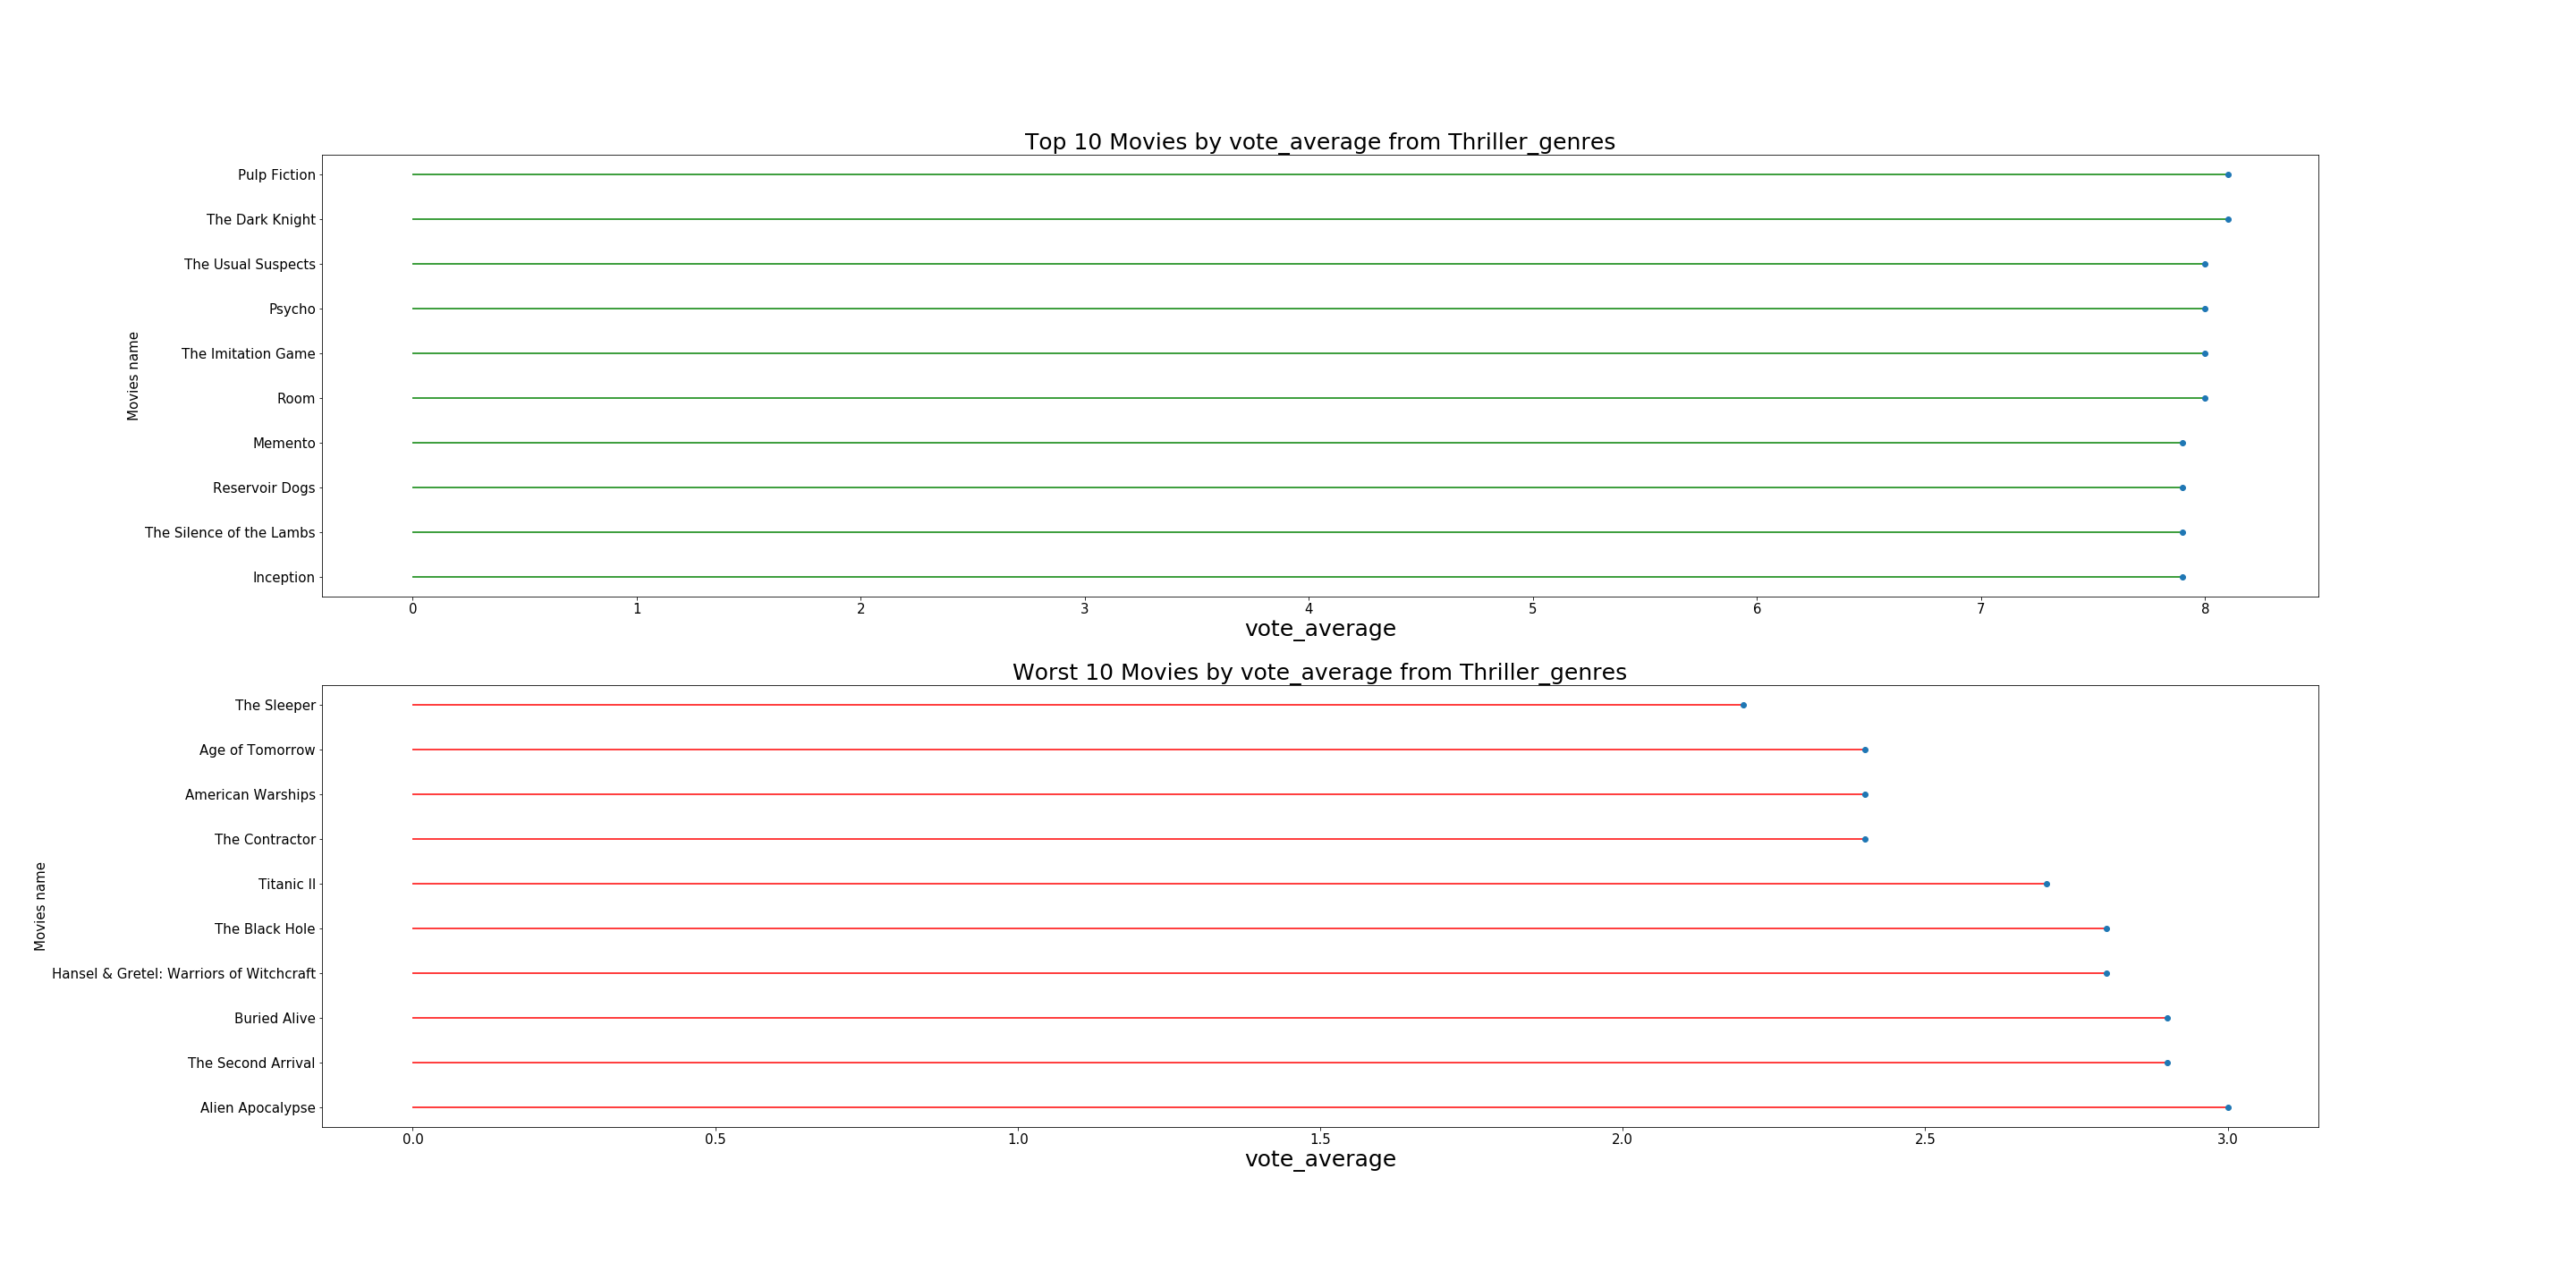 Top 10 Movies by vote_average from Thriller_genres
Movies name
Pulp Fiction
The Dark Knight
The Usual Suspects
Psycho
The Imitation Game
Room
Memento
Reservoir Dogs
The Silence of the Lambs
Inception
0 1 2 3 4 5 6 7 8
vote_average
Worst 10 Movies by vote_average from Thriller_genres
Movies name
The Sleeper
Age of Tomorrow
American Warships
The Contractor
Titanic II
The Black Hole
Hansel & Gretel: Warriors of Witchcraft
Buried Alive
The Second Arrival
Alien Apocalypse
0.0 0.5 1.0 1.5 2.0 2.5 3.0
vote_average